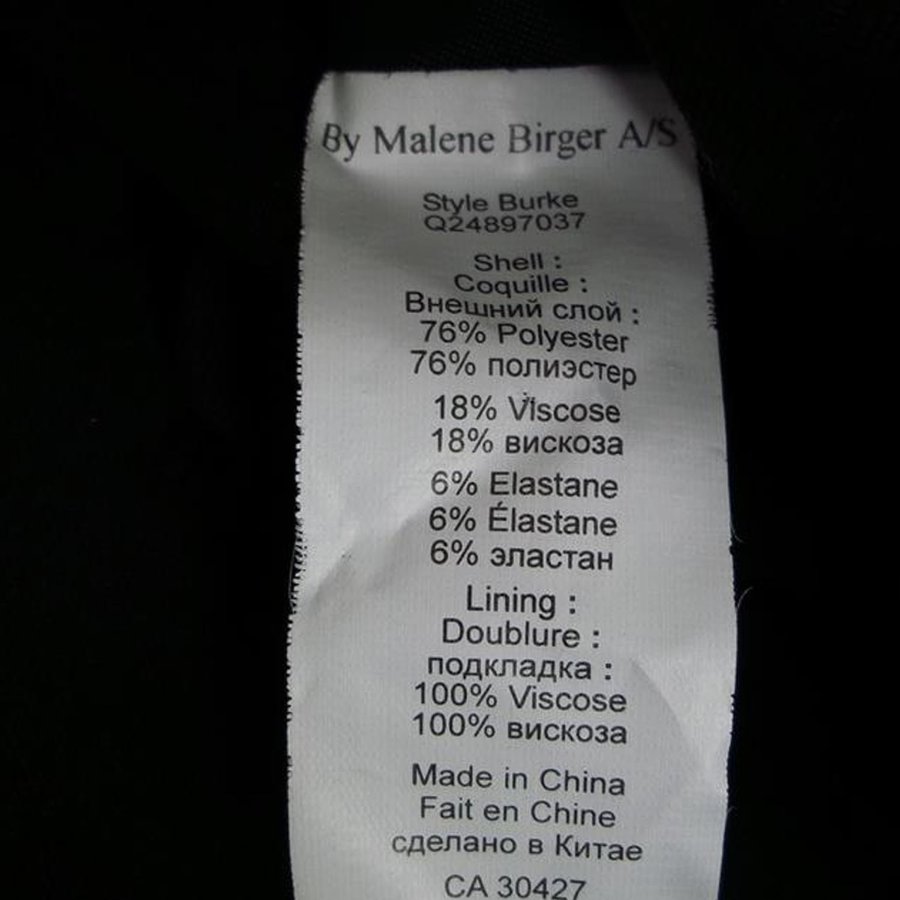 By Malene Birger A/S
Style Burke
Q24897037
Shell :
Coquille :
Внешний слой :
76% Polyester
76% полиэстер
18% Viscose
18% вискоза
6% Elastane
6% Élastane
6% эластан
Lining :
Doublure :
подкладка :
100% Viscose
100% вискоза
Made in China
Fait en Chine
сделано в Китае
CA 30427